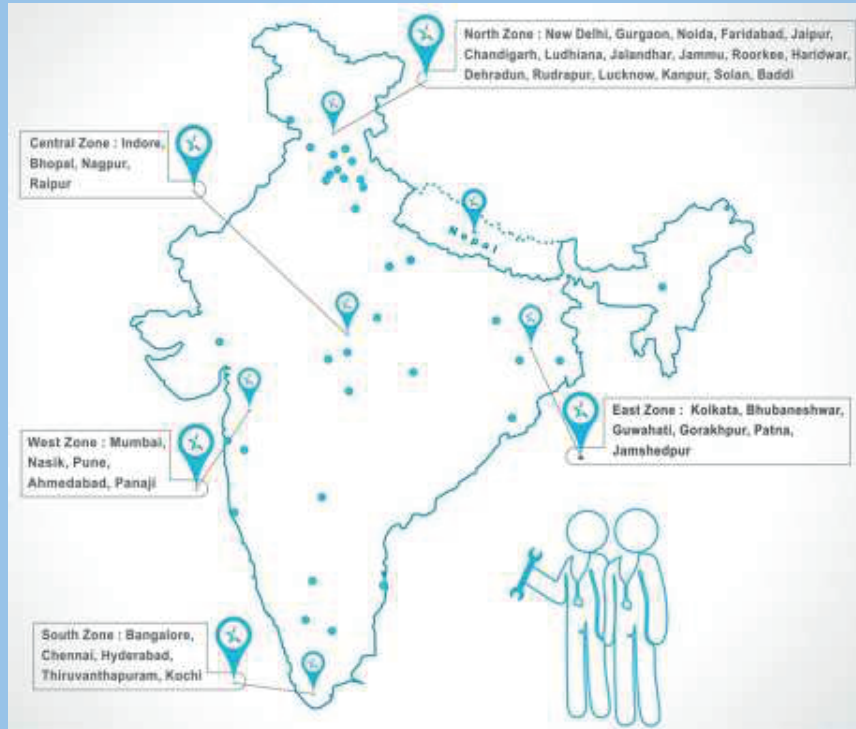 North Zone : New Delhi, Gurgaon, Noida, Faridabad, Jaipur,
Chandigarh, Ludhiana, Jalandhar, Jammu, Roorkee, Haridwar,
Dehradun, Rudrapur, Lucknow, Kanpur, Solan, Baddi
Central Zone : Indore,
Bhopal, Nagpur,
Raipur
Nepal
East Zone : Kolkata, Bhubaneshwar,
Guwahati, Gorakhpur, Patna,
Jamshedpur
West Zone : Mumbai,
Nasik, Pune,
Ahmedabad, Panaji
South Zone : Bangalore,
Chennai, Hyderabad,
Thiruvanthapuram, Kochi